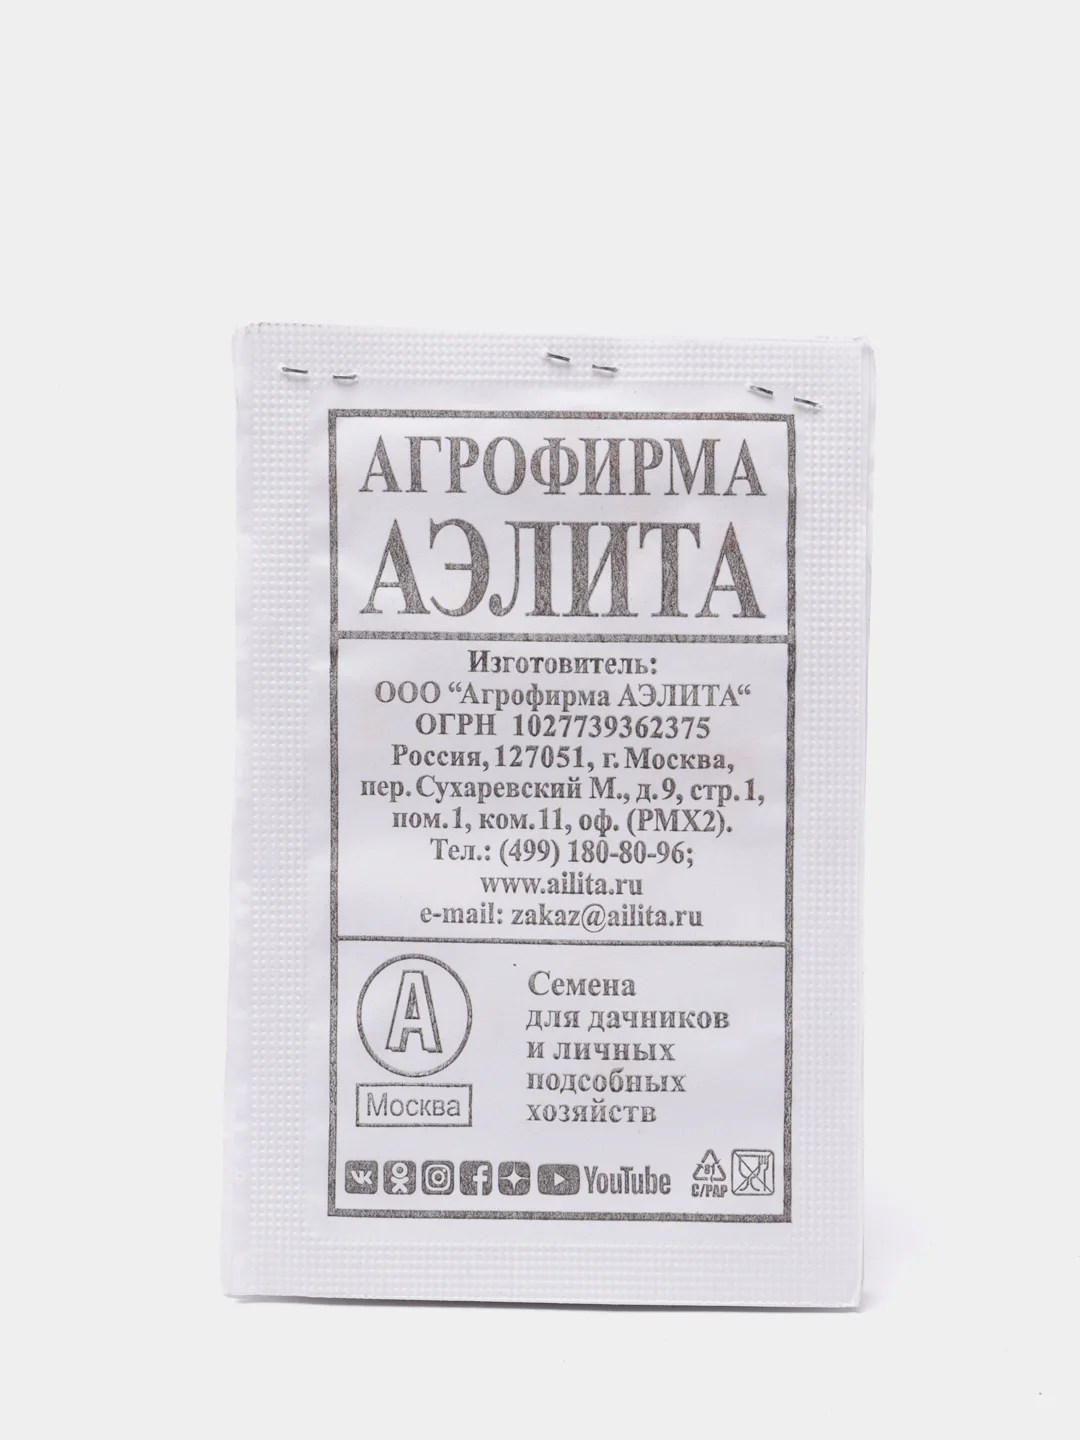 АГРОФИРМА
АЭЛИТА
Изготовитель:
ООО “Агрофирма АЭЛИТА“
ОГРН 1027739362375
Россия, 127051, г. Москва,
пер. Сухаревский М., д. 9, стр. 1,
пом. 1, ком. 11, оф. (РМХ2).
Тел.: (499) 180-80-96;
www.ailita.ru
e-mail: zakaz@ailita.ru
А
Москва
Семена
для дачников
и личных
подсобных
хозяйств
YouTube
81
C/PAP